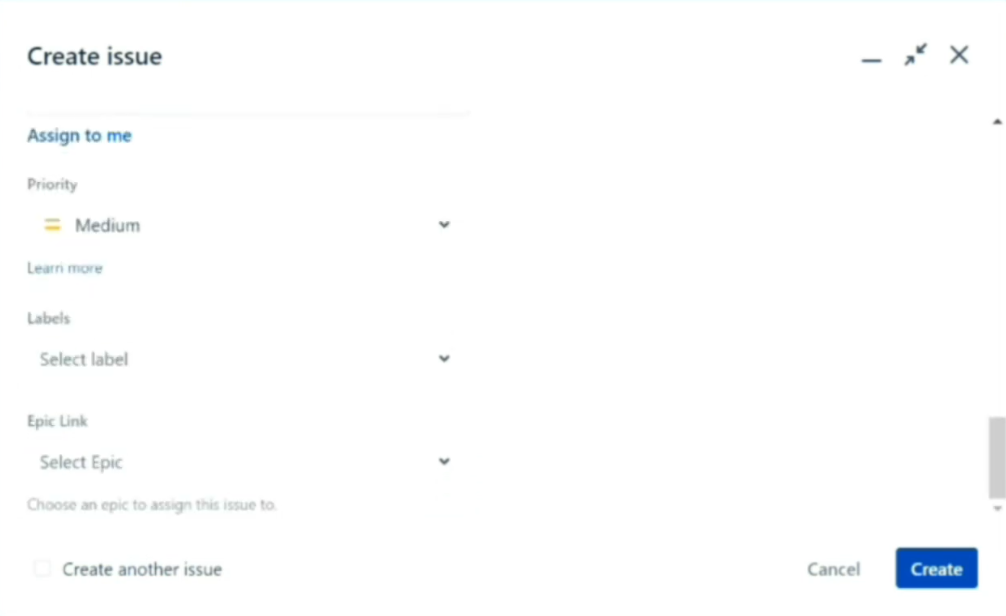 Create issue
Assign to me
Priority
Medium
Learn more
Labels
Select label
Epic Link
Select Epic
Choose an epic to assign this issue to.
Create another issue
Cancel
Create